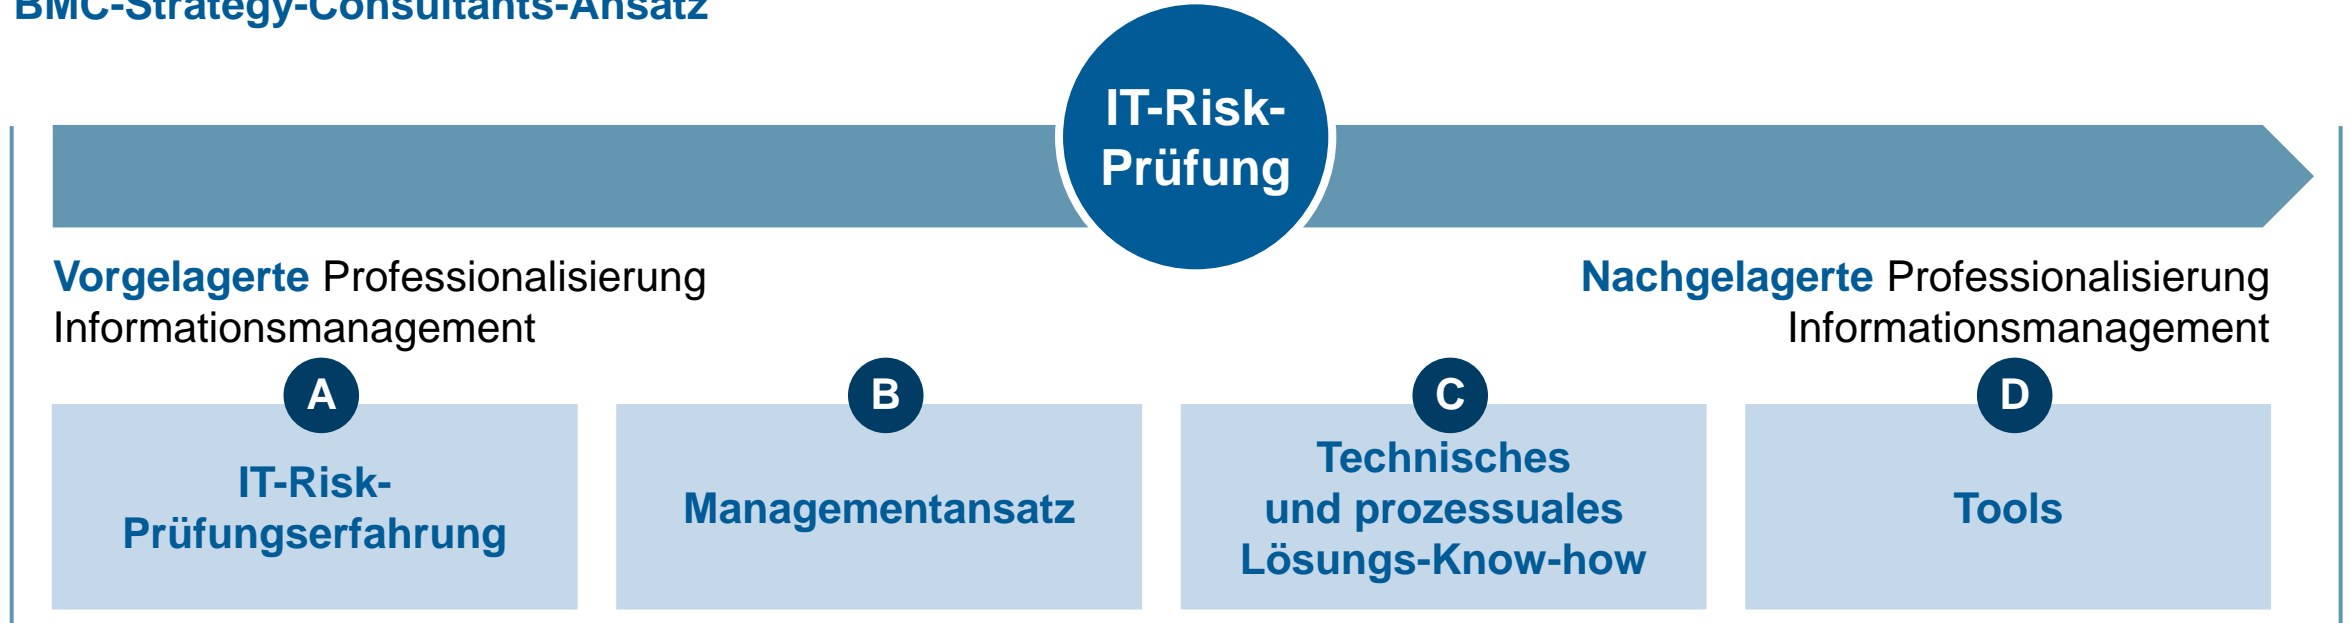 BMC-Strategy-Consultants-Ansatz
IT-Risk-
Prüfung
Vorgelagerte Professionalisierung
Informationsmanagement
Nachgelagerte Professionalisierung
Informationsmanagement
A
IT-Risk-
Prüfungserfahrung
B
Managementansatz
C
Technisches
und prozessuales
Lösungs-Know-how
D
Tools